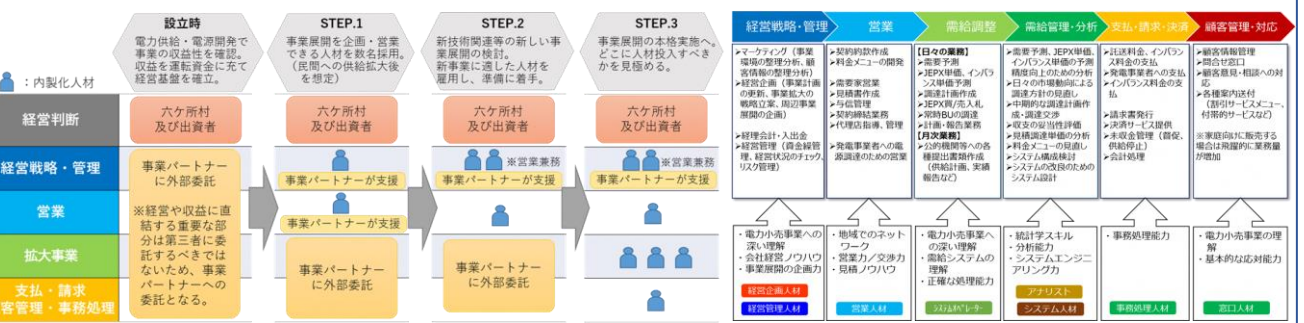 設立時
電力供給・電源開発で
事業の収益性を確認。
収益を運転資金に充て
経営基盤を確立。
STEP.1
事業展開を企画・営業
できる人材を数名採用。
(民間への供給拡大後
を想定)
STEP.2
新技術関連等の新しい事
業展開の検討。
新事業に適した人材を
雇用し、準備に着手。
STEP.3
事業展開の本格実施へ。
どこに人材投入すべき
かを見極める。
:内製化人材
経営判断
六ケ所村
及び出資者
六ケ所村
及び出資者
六ケ所村
及び出資者
六ケ所村
及び出資者
経営戦略・管理
営業
拡大事業
支払・請求
客管理・事務処理
事業パートナー
に外部委託
※経営や収益に直
結する重要な部
分は第三者に委
託するべきでは
ないため、事業
パートナーへの
委託となる。
事業パートナーが支援
事業パートナーが支援
事業パートナー
に外部委託
※営業兼務
事業パートナーが支援
事業パートナー
に外部委託
※営業兼務
事業パートナーが支援
経営戦略・管理
➢マーケティング(事業
環境の整理分析、顧客
情報の整理分析)
➢経営企画(事業計画
の更新、事業拡大の
戦略立案、周辺事業
展開の企画)
➢経理会計・入出金
➢経営管理(資金繰管
理、経営状況のチェック、
リスク管理)
・電力小売事業への
深い理解
・会社経営ノウハウ
・事業展開の企画力
経営企画人材
経営管理人材
営業
➢契約約款作成
➢料金メニューの開発
➢需要家営業
➢見積書作成
➢与信管理
➢契約締結業務
➢代理店指導、管理
➢発電事業者への電
源調達のための営業
・地域でのネット
ワーク
・営業力/交渉力
・見積ノウハウ
営業人材
需給調整
【日々の業務】
➢需要予測
➢JEPX単価、インバラ
ンス単価予測
➢調達計画作成
➢JEPX買/売入札
➢常時BUの調達
➢計画・報告業務
【月次業務】
➢公的機関等への各
種提出書類作成
(供給計画、実績
報告など)
・電力小売事業へ
の深い理解
・需給システムの
理解
・正確な処理能力
システムオペレーター
需給管理・分析
➢需要予測、JEPX単価、
インバランス単価の予測
精度向上のための分析
➢日々の市場動向による
調達方針の見直し
➢中期的な調達計画作
成・調達交渉
➢収支の妥当性評価
➢見積調達単価の分析
➢料金メニューの見直し
➢システム構成検討
➢システムの改良のための
システム設計
・統計学スキル
・分析能力
・システムエンジニ
アリング力
アナリスト
システム人材
支払・請求・決済
➢託送料金、インバラン
ス料金の支払
➢発電事業者への支払
➢インバランス料金の支
払
➢請求書発行
➢決済サービス提供
➢未収金管理(督促、
供給停止)
➢会計処理
・事務処理能力
事務処理人材
顧客管理・対応
➢顧客情報管理
➢問合せ窓口
➢顧客意見・相談への対
応
➢各種案内送付
(割引サービスメニュー、
付帯的サービスなど)
※家庭向けに販売する
場合は飛躍的に業務量
が増加
・電力小売事業の理
解
・基本的な応対能力
窓口人材